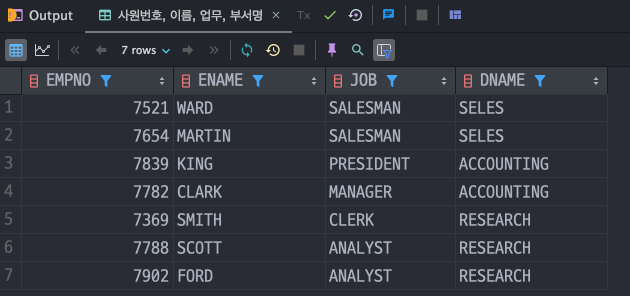 Output 사원번호, 이름, 업무, 부서명 Tx
7 rows
EMPNO ENAME JOB DNAME
1 7521 WARD SALESMAN SELES
2 7654 MARTIN SALESMAN SELES
3 7839 KING PRESIDENT ACCOUNTING
4 7782 CLARK MANAGER ACCOUNTING
5 7369 SMITH CLERK RESEARCH
6 7788 SCOTT ANALYST RESEARCH
7 7902 FORD ANALYST RESEARCH